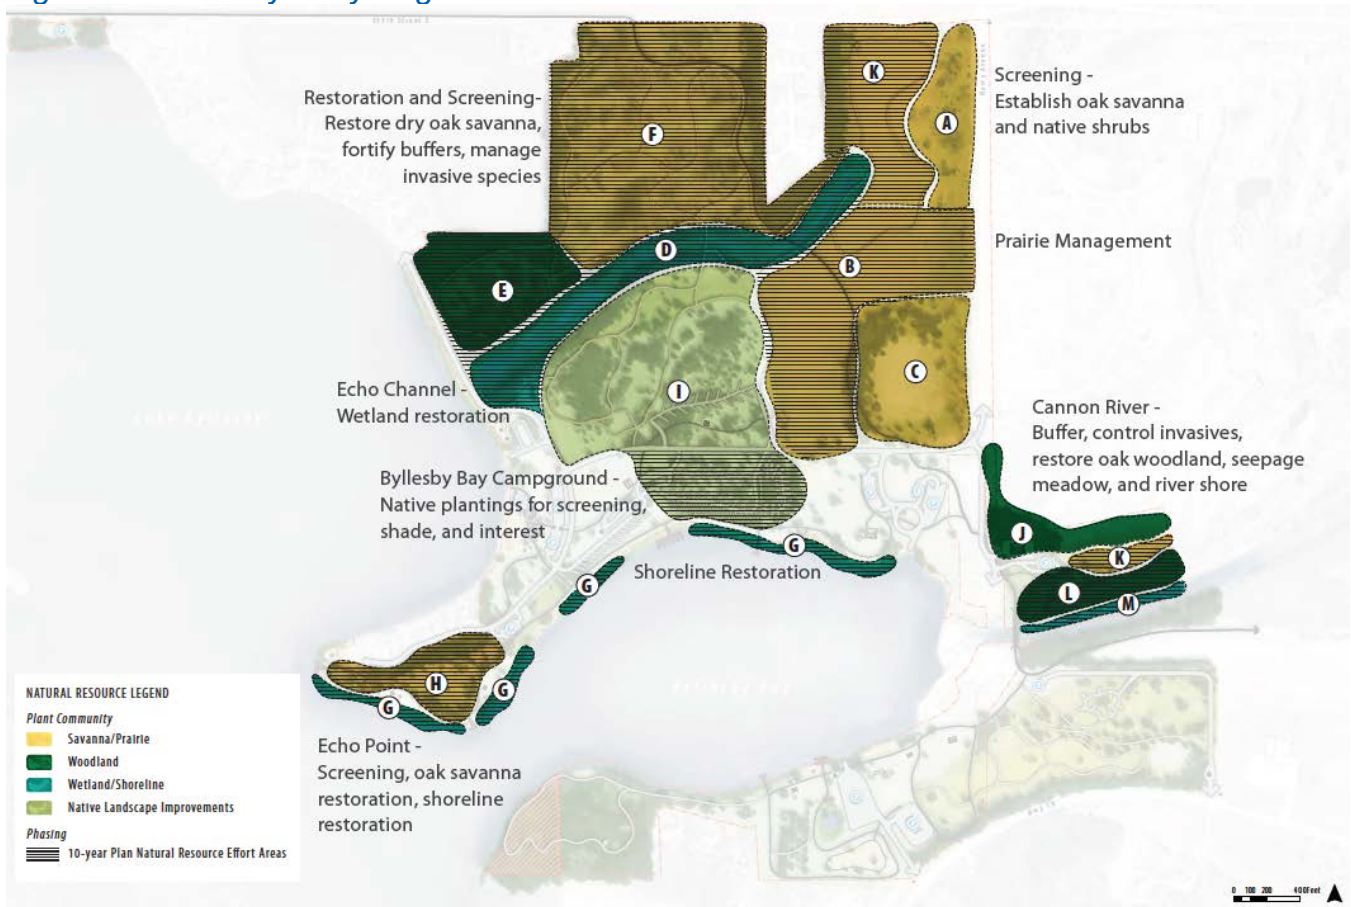 Restoration and Screening-
Restore dry oak savanna,
fortify buffers, manage
invasive species
Screening -
Establish oak savanna
and native shrubs
K
A
F
Prairie Management
D
B
E
C
I
Echo Channel -
Wetland restoration
Cannon River -
Buffer, control invasives,
restore oak woodland, seepage
meadow, and river shore
Byllesby Bay Campground -
Native plantings for screening,
shade, and interest
J
G
K
Shoreline Restoration
G
L
M
H
G
G
Echo Point -
Screening, oak savanna
restoration, shoreline
restoration
NATURAL RESOURCE LEGEND
Plant Community
Savanna/Prairie
Woodland
Wetland/Shoreline
Native Landscape Improvements
Phasing
10-year Plan Natural Resource Effort Areas
0 100 200 400Feet